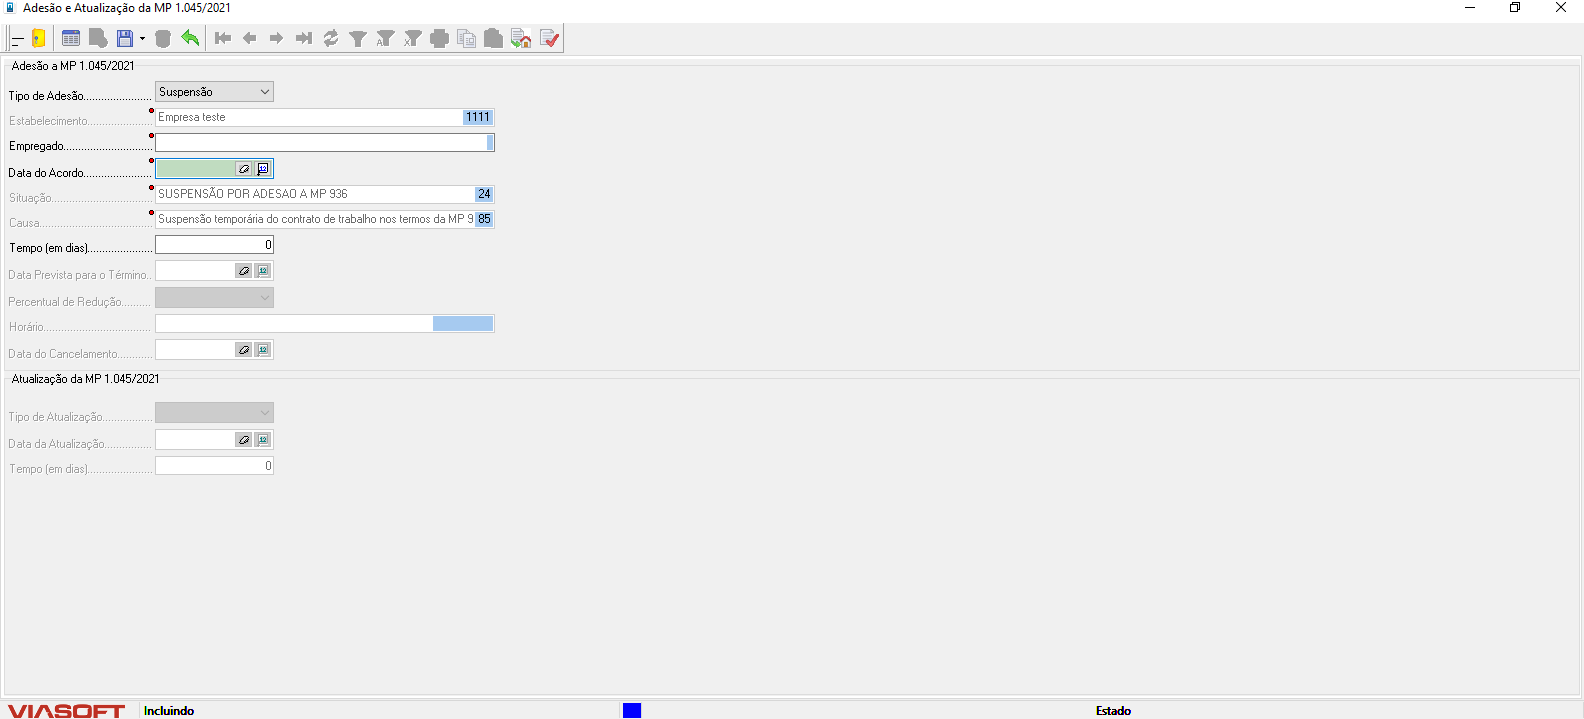 Adesão e Atualização da MP 1.045/2021
Adesão a MP 1.045/2021
Tipo de Adesão....................... Suspensão
Estabelecimento...................... Empresa teste 1111
Empregado.............................
Data do Acordo.......................
Situação................................. SUSPENSÃO POR ADESAO A MP 936 24
Causa..................................... Suspensão temporária do contrato de trabalho nos termos da MP 9 85
Tempo (em dias)...................... 0
Data Prevista para o Término..
Percentual de Redução..........
Horário....................................
Data do Cancelamento............
Atualização da MP 1.045/2021
Tipo de Atualização.................
Data da Atualização................
Tempo (em dias)...................... 0
VIASOFT Incluindo Estado